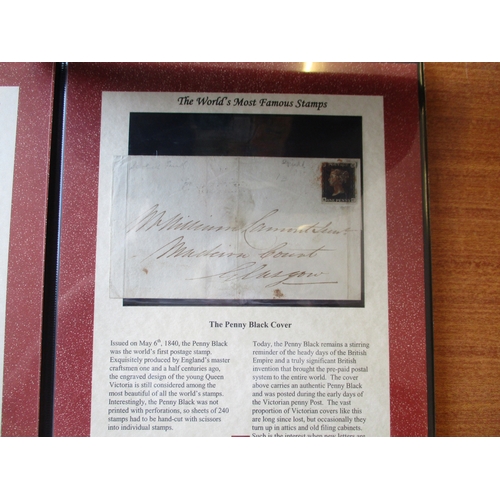 The World's Most Famous Stamps
Mr William
Madeira Court
Glasgow
The Penny Black Cover
Issued on May 6th, 1840, the Penny Black
was the world's first postage stamp.
Exquisitely produced by England's master
craftsmen one and a half centuries ago,
the engraved design of the young Queen
Victoria is still considered among the
most beautiful of all the world's stamps.
Interestingly, the Penny Black was not
printed with perforations, so sheets of 240
stamps had to be hand-cut with scissors
into individual stamps.
Today, the Penny Black remains a stirring
reminder of the heady days of the British
Empire and a truly significant British
invention that brought the pre-paid postal
system to the entire world. The cover
above carries an authentic Penny Black
and was posted during the early days of
the Victorian penny Post. The vast
proportion of Victorian covers like this
are long since lost, but occasionally they
turn up in attics and old filing cabinets.
Such is the interest when new letters are